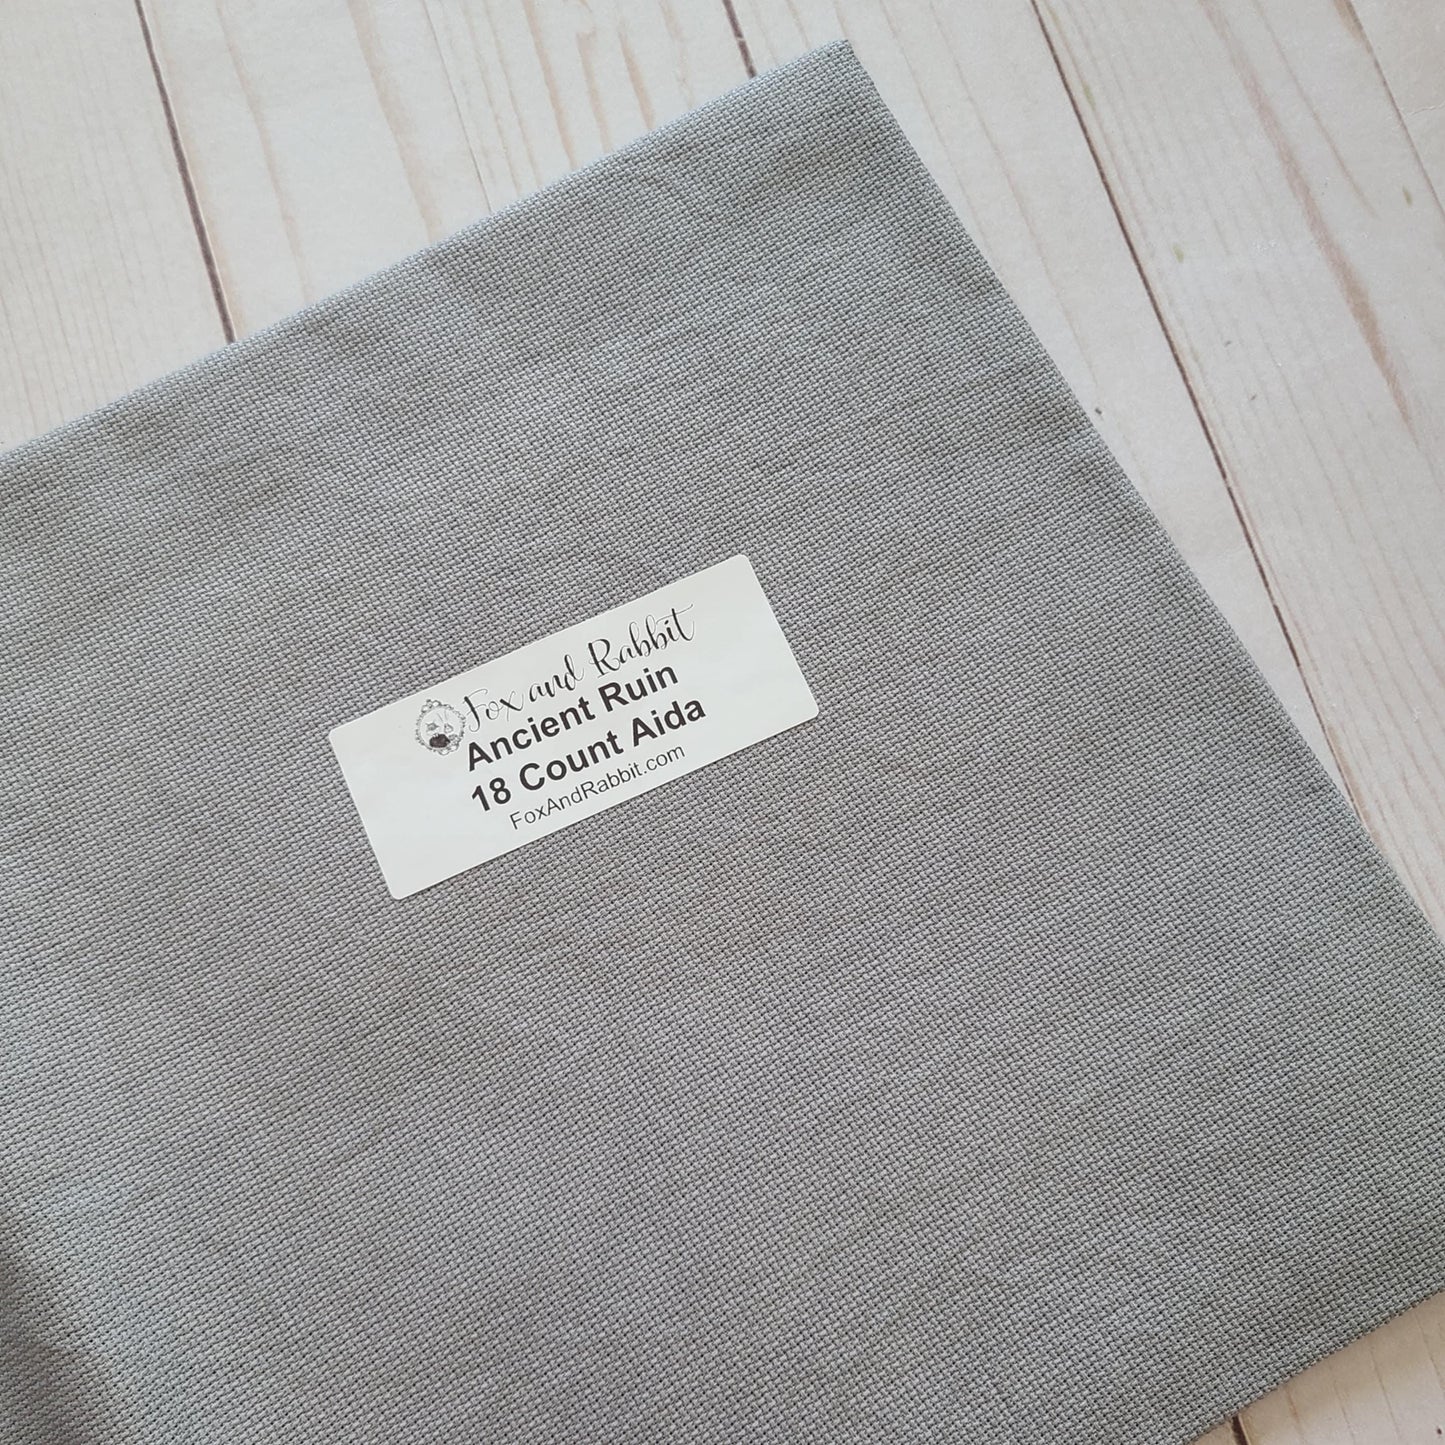 Fox and Rabbit
Ancient Ruin
18 Count Aida
FoxAndRabbit.com